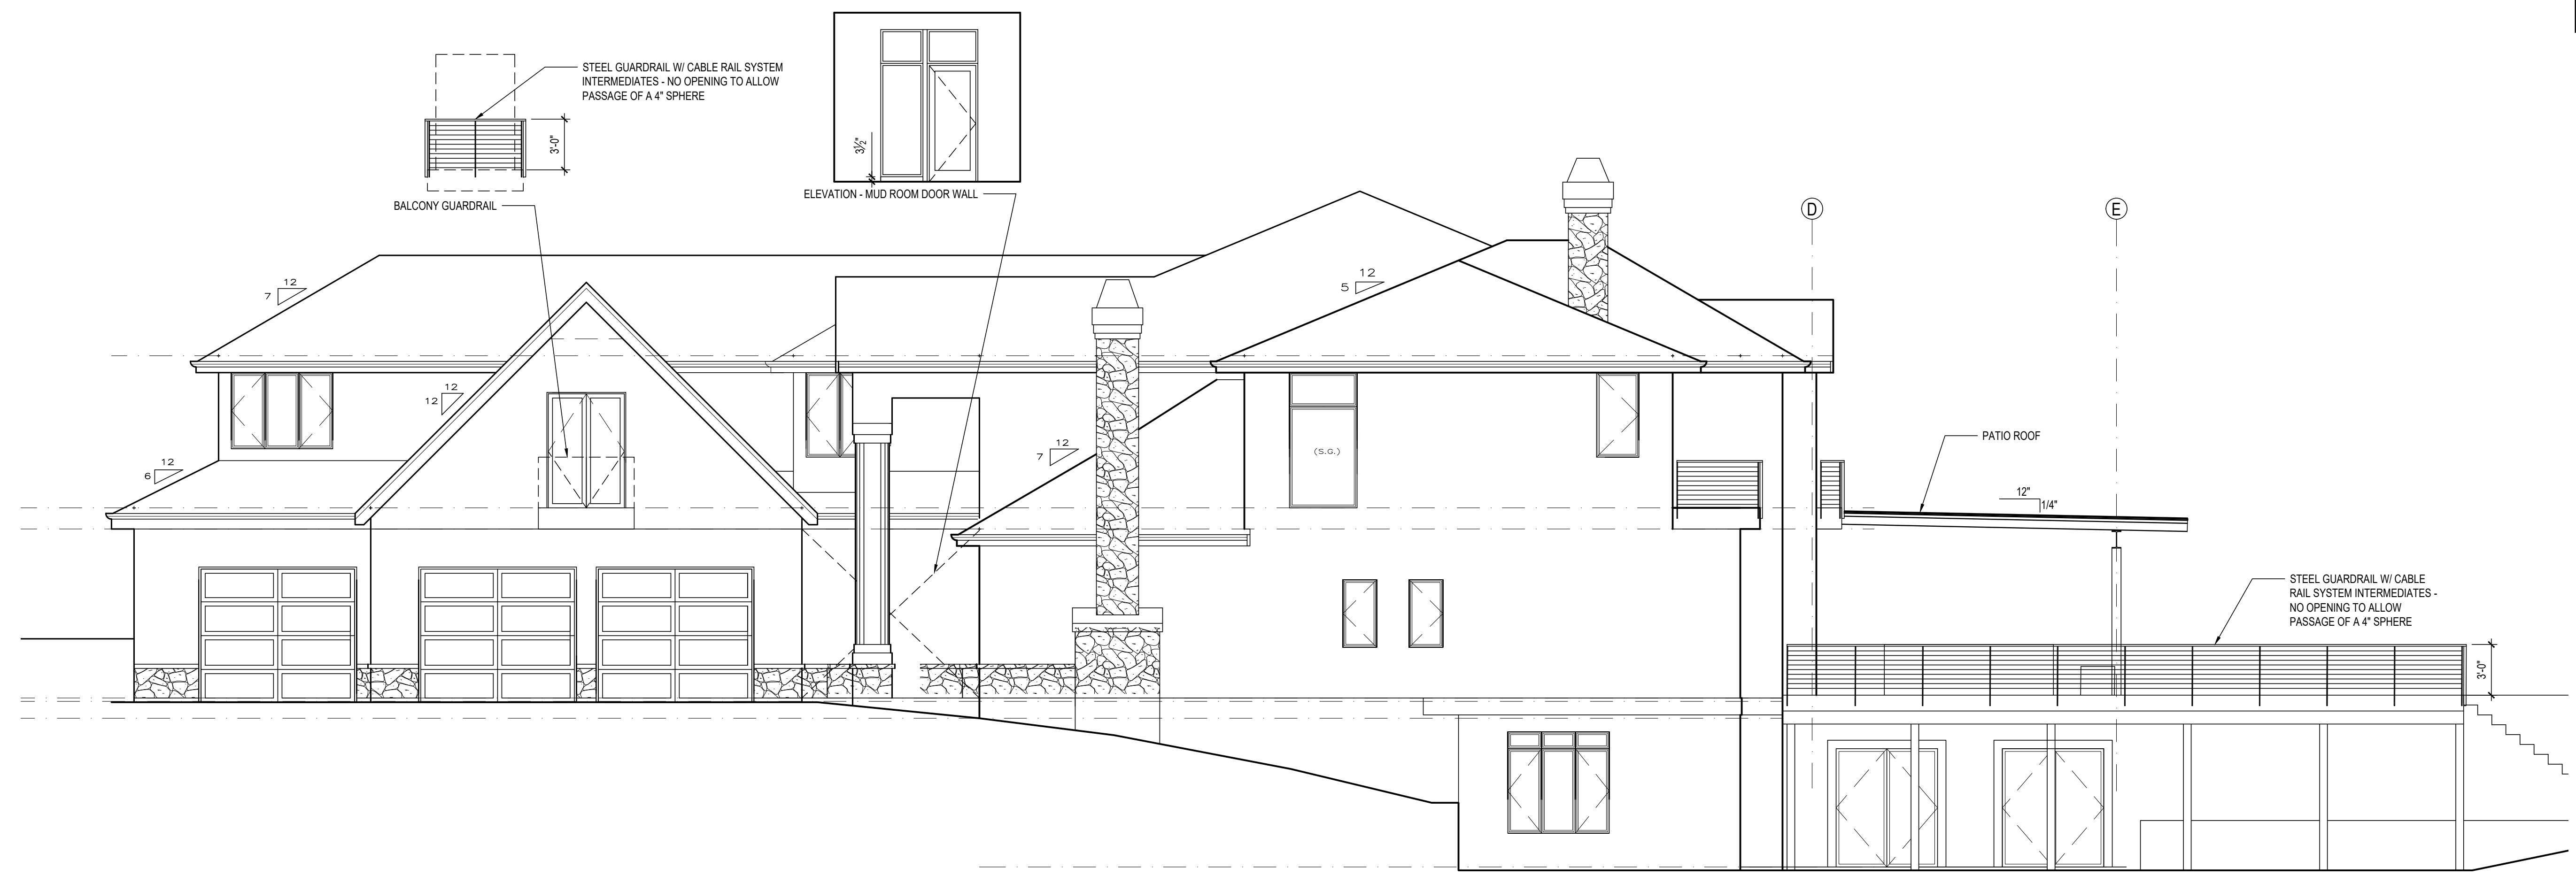 STEEL GUARDRAIL W/ CABLE RAIL SYSTEM
INTERMEDIATES - NO OPENING TO ALLOW
PASSAGE OF A 4" SPHERE
3'-0"
BALCONY GUARDRAIL
3½"
ELEVATION - MUD ROOM DOOR WALL
D
E
12
7
12
5
12
12
12
6
12
7
(S.G.)
PATIO ROOF
12"
1/4"
STEEL GUARDRAIL W/ CABLE
RAIL SYSTEM INTERMEDIATES -
NO OPENING TO ALLOW
PASSAGE OF A 4" SPHERE
3'-0"